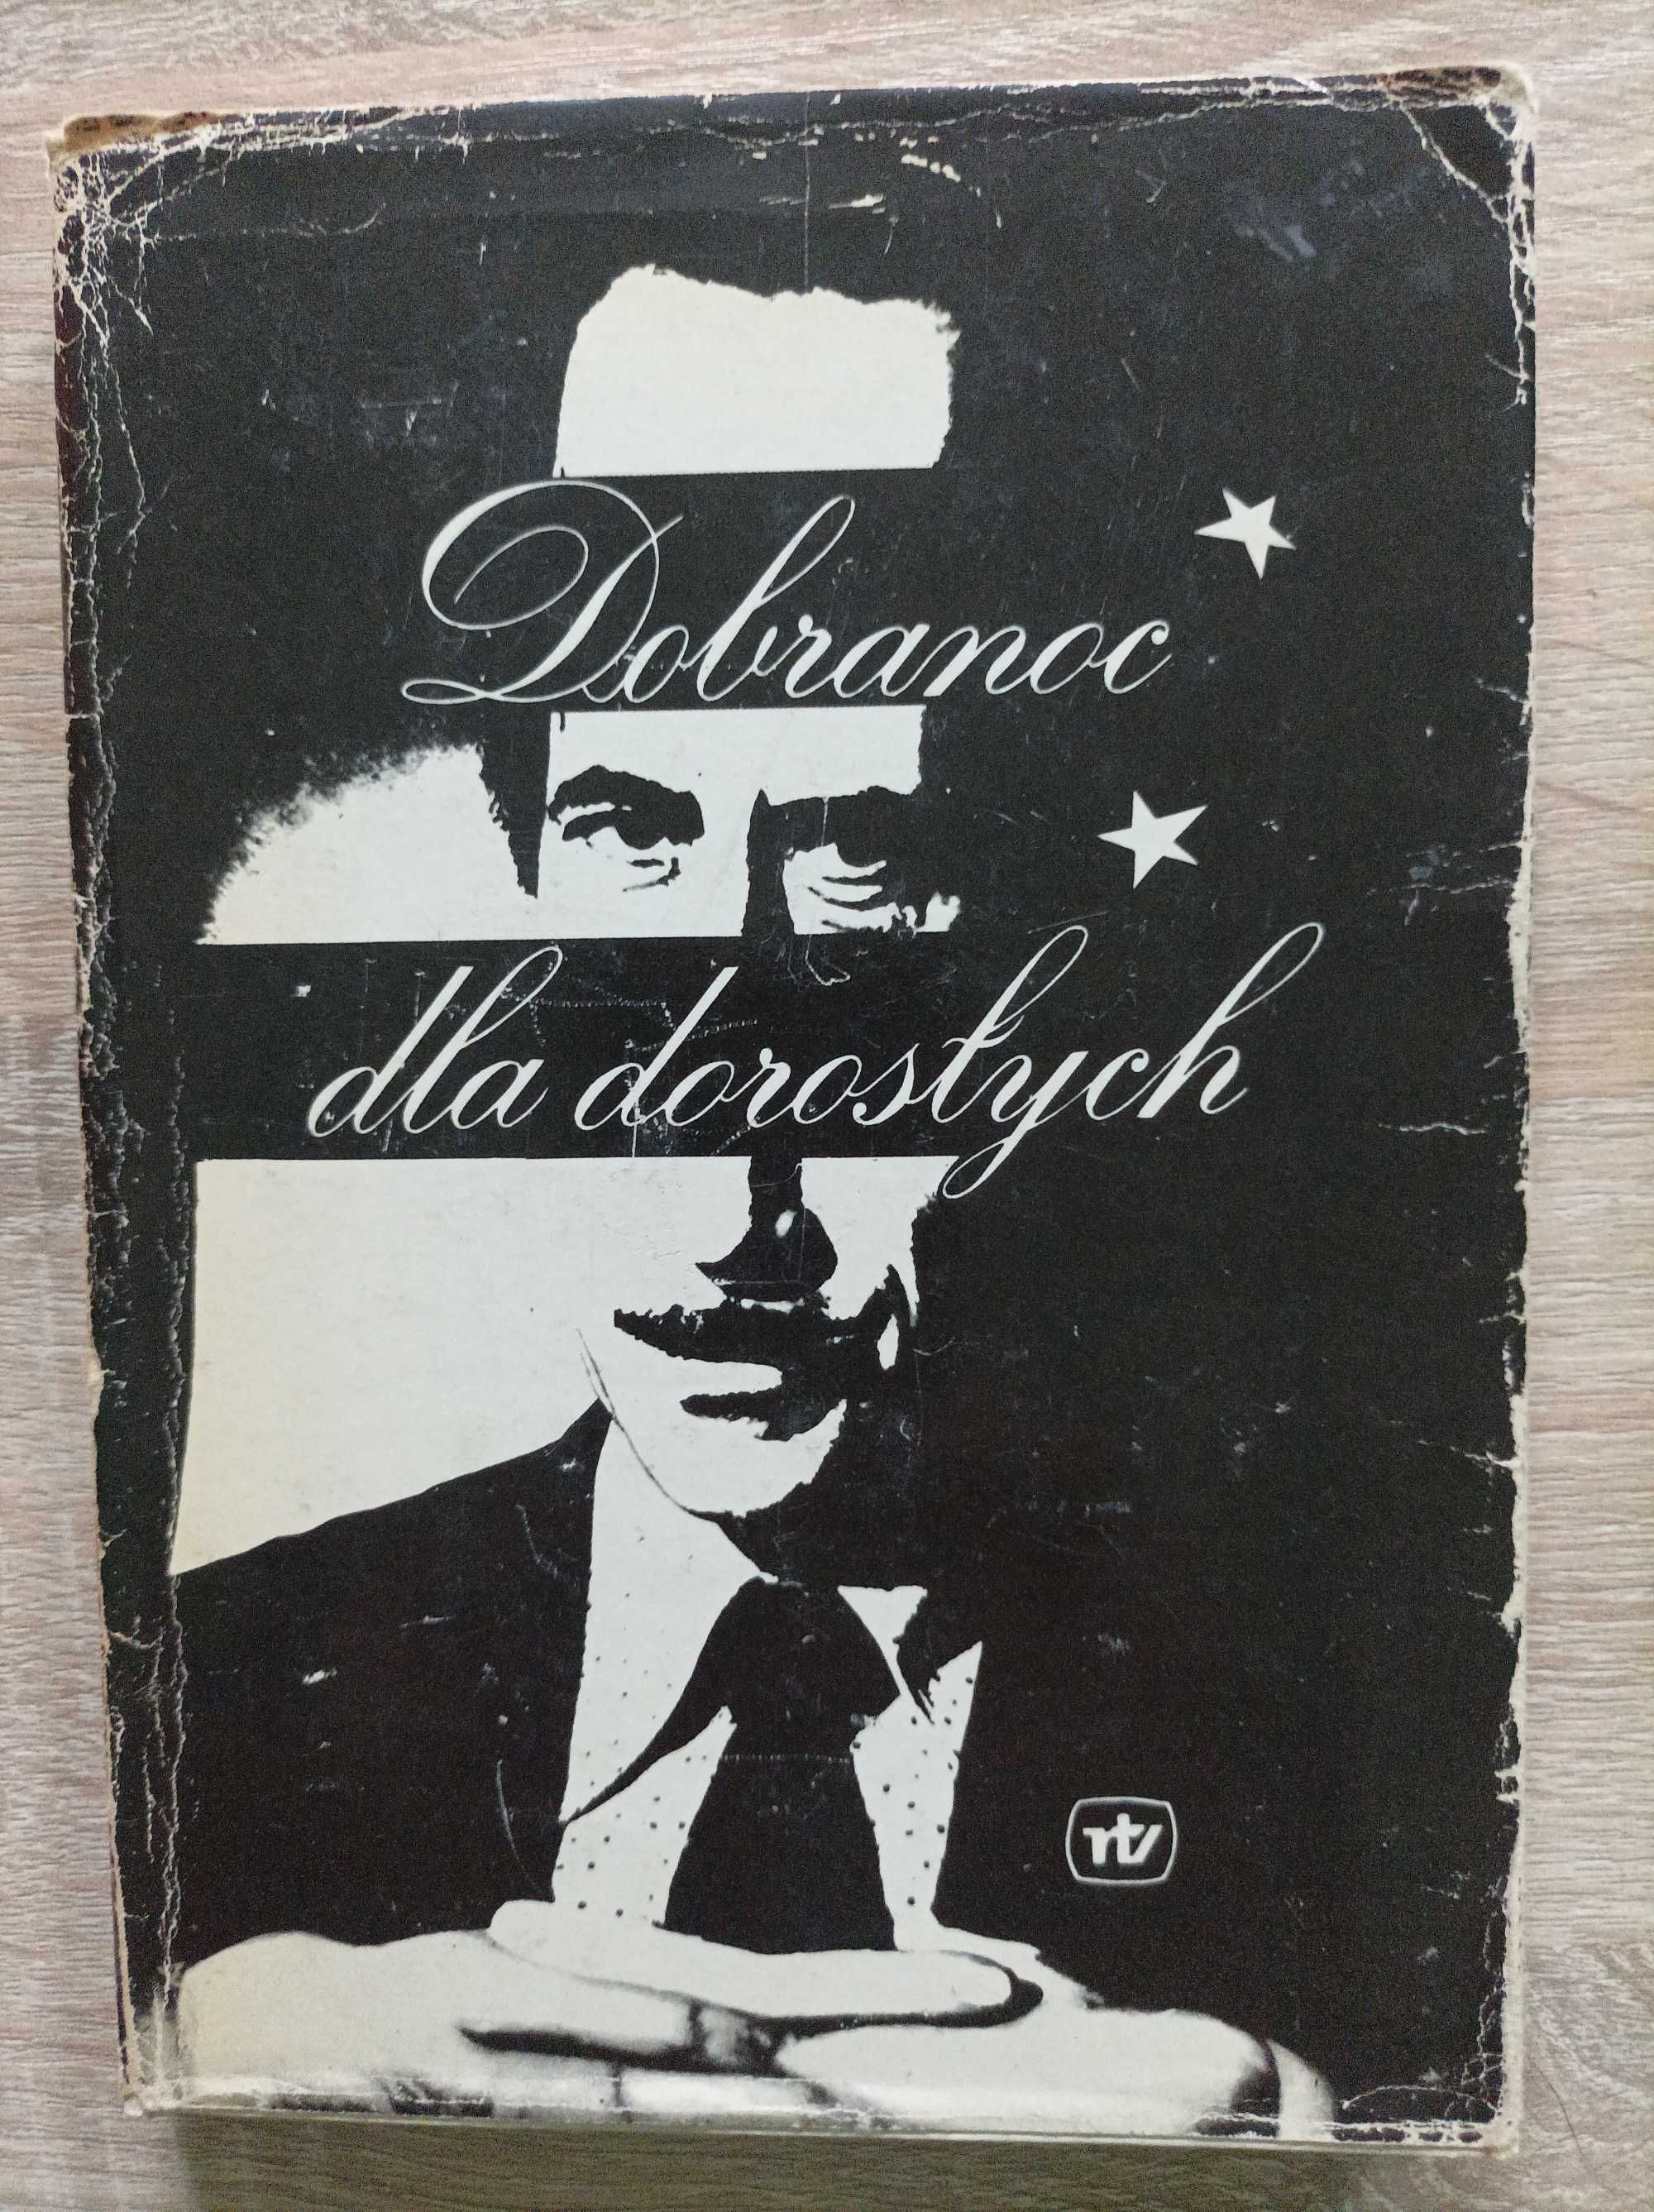 Dobranoc
dla dorosłych
rtv